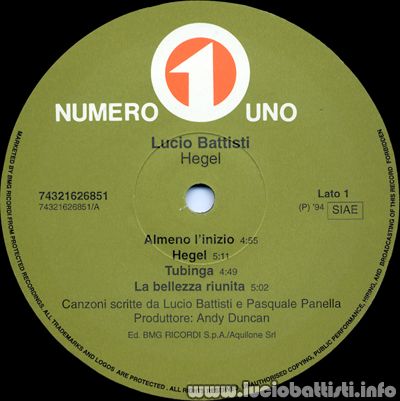 1
NUMERO UNO
Lucio Battisti
Hegel
74321626851
74321626851/A
Lato 1
(P) '94 SIAE
Almeno l'inizio 4:55
Hegel 5:11
Tubinga 4:49
La bellezza riunita 5:02
Canzoni scritte da Lucio Battisti e Pasquale Panella
Produttore: Andy Duncan
Ed. BMG RICORDI S.p.A./Aquilone Srl
MARKETED BY BMG RICORDI FROM PROTECTED RECORDINGS. ALL TRADEMARKS AND LOGOS ARE PROTECTED. ALL UNAUTHORISED COPYING, PUBLIC PERFORMANCE, HIRING, AND BROADCASTING OF THIS RECORD FORBIDDEN
www.luciobattisti.info